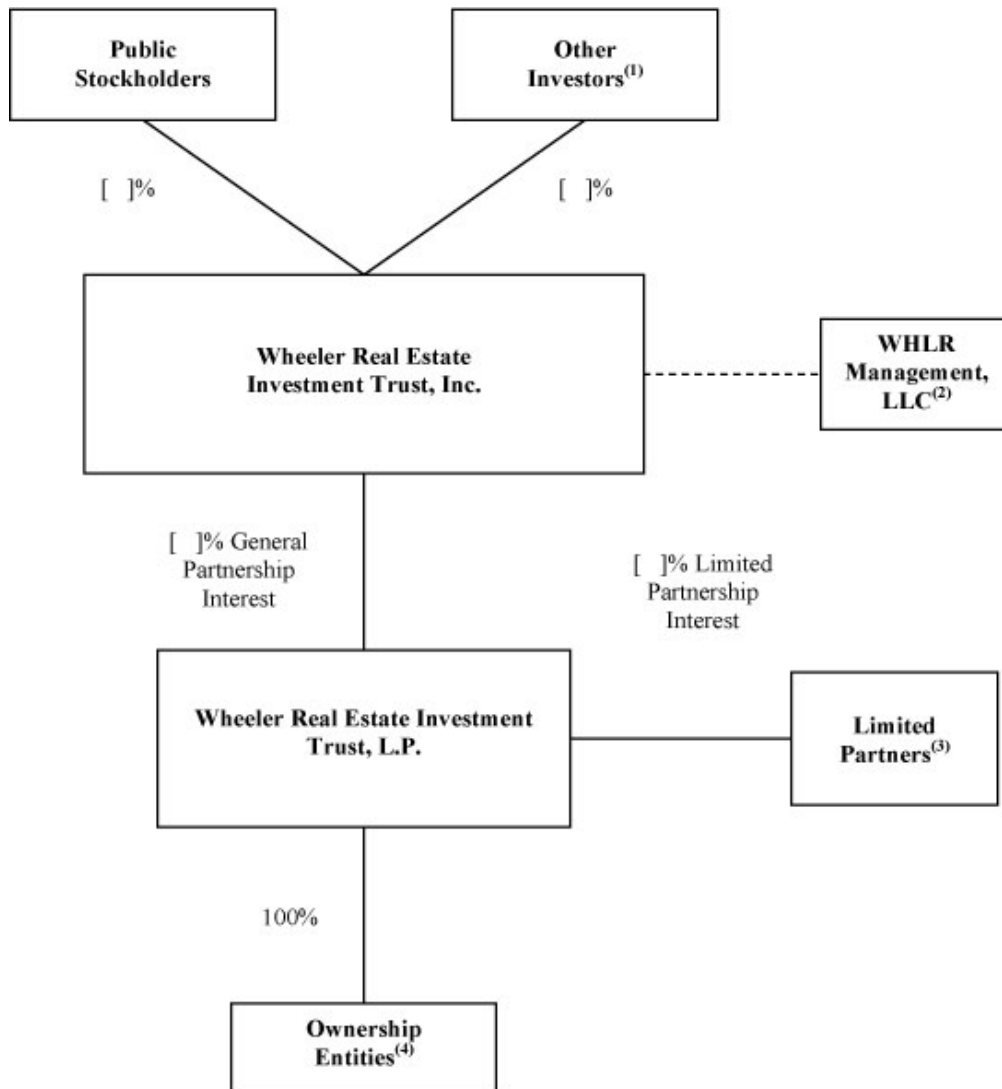 Public
Stockholders
Other
Investors(1)
[ ]%
[ ]%
Wheeler Real Estate
Investment Trust, Inc.
WHLR
Management,
LLC(2)
[ ]% General
Partnership
Interest
[ ]% Limited
Partnership
Interest
Wheeler Real Estate Investment
Trust, L.P.
Limited
Partners(3)
100%
Ownership
Entities(4)